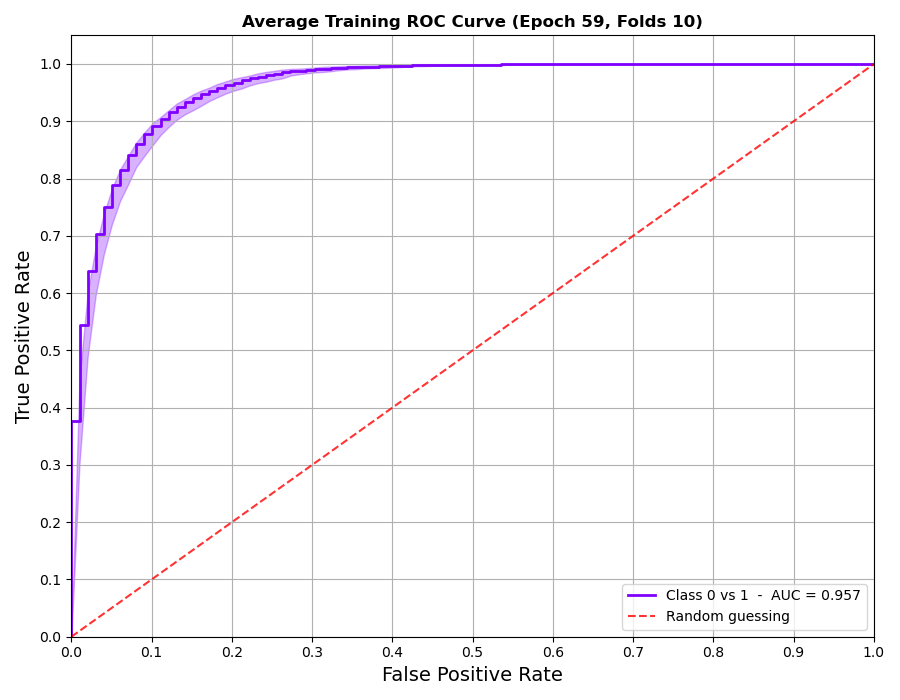 Average Training ROC Curve (Epoch 59, Folds 10)
True Positive Rate
1.0
0.9
0.8
0.7
0.6
0.5
0.4
0.3
0.2
0.1
0.0
Class 0 vs 1 - AUC = 0.957
Random guessing
0.0 0.1 0.2 0.3 0.4 0.5 0.6 0.7 0.8 0.9 1.0
False Positive Rate